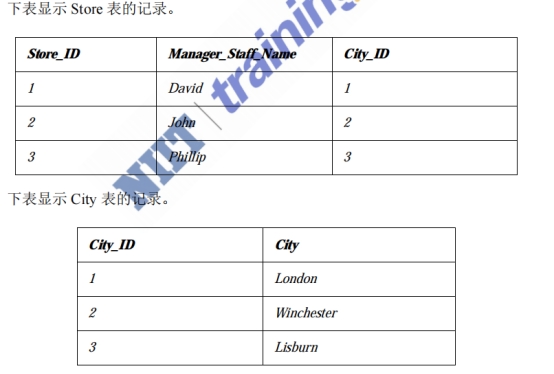 下表显示 Store 表的记录。
Store_ID Manager_Staff_Name City_ID
1 David 1
2 John 2
3 Phillip 3
下表显示 City 表的记录。
City_ID City
1 London
2 Winchester
3 Lisburn
NIIT training